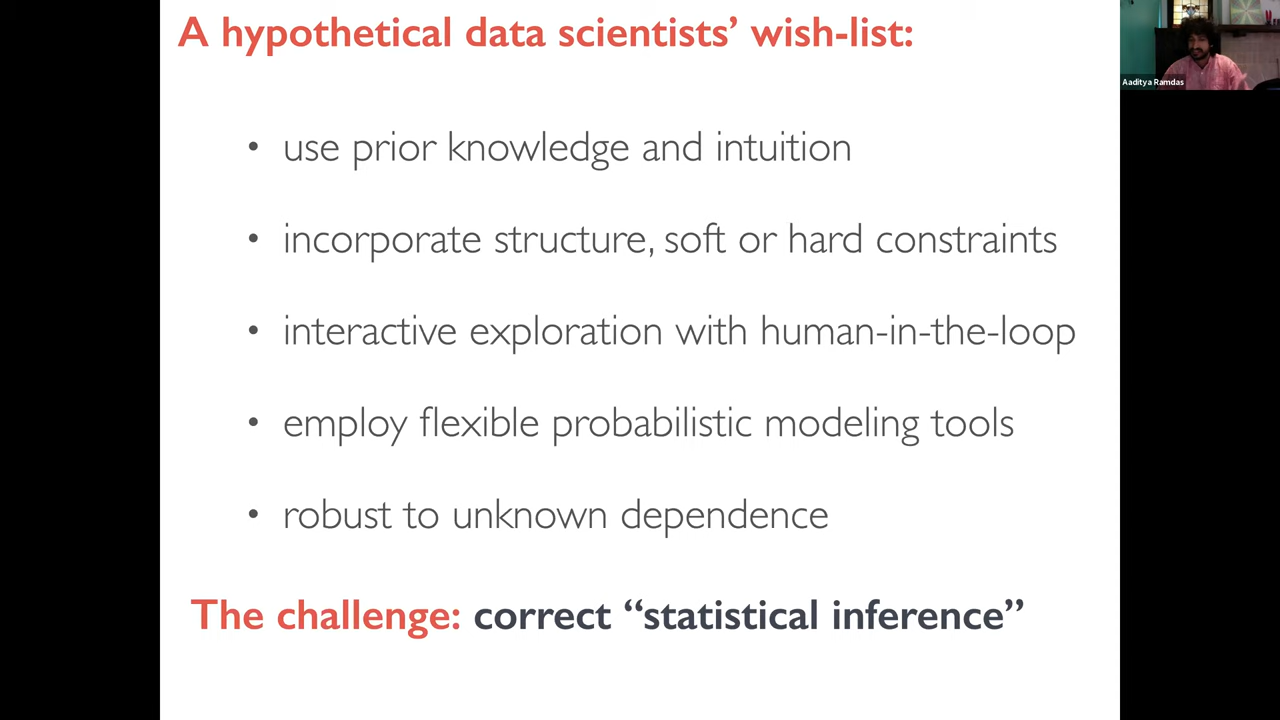 A hypothetical data scientists’ wish-list:
Aaditya Ramdas
• use prior knowledge and intuition
• incorporate structure, soft or hard constraints
• interactive exploration with human-in-the-loop
• employ flexible probabilistic modeling tools
• robust to unknown dependence
The challenge: correct “statistical inference”